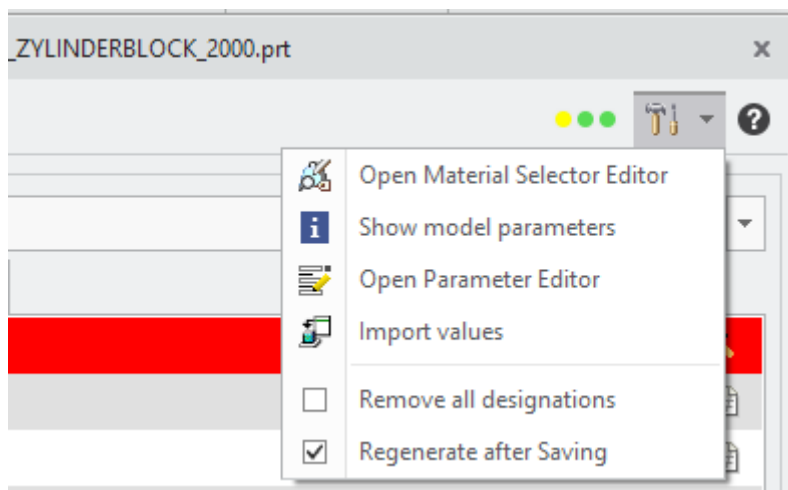 _ZYLINDERBLOCK_2000.prt
Open Material Selector Editor
Show model parameters
Open Parameter Editor
Import values
Remove all designations
Regenerate after Saving